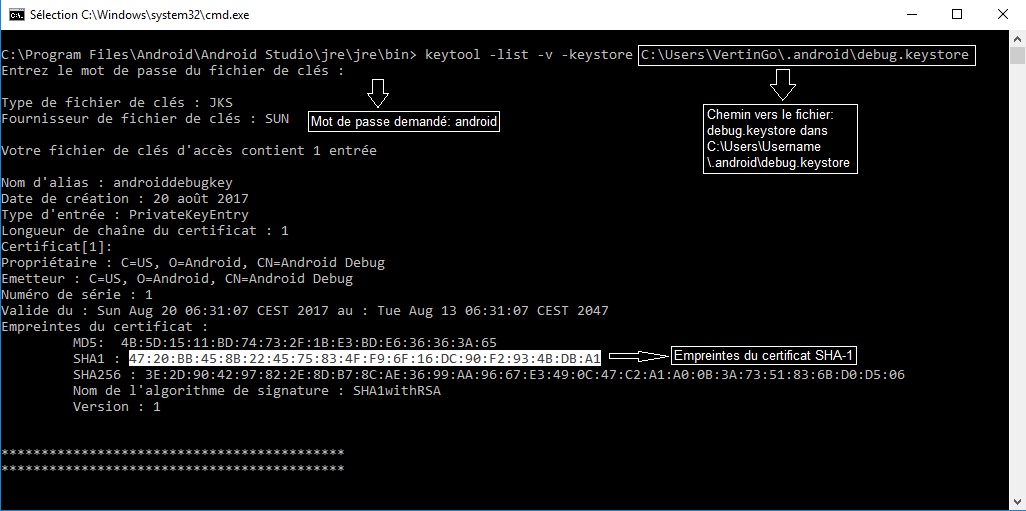 Sélection C:\Windows\system32\cmd.exe
C:\Program Files\Android\Android Studio\jre\jre\bin> keytool -list -v -keystore C:\Users\VertinGo\.android\debug.keystore
Entrez le mot de passe du fichier de clés :
Type de fichier de clés : JKS
Fournisseur de fichier de clés : SUN
Mot de passe demandé: android
Chemin vers le fichier:
debug.keystore dans
C:\Users\Username
\.android\debug.keystore
Votre fichier de clés d'accès contient 1 entrée
Nom d'alias : androiddebugkey
Date de création : 20 août 2017
Type d'entrée : PrivateKeyEntry
Longueur de chaîne du certificat : 1
Certificat[1]:
Propriétaire : C=US, O=Android, CN=Android Debug
Emetteur : C=US, O=Android, CN=Android Debug
Numéro de série : 1
Valide du : Sun Aug 20 06:31:07 CEST 2017 au : Tue Aug 13 06:31:07 CEST 2047
Empreintes du certificat :
MD5: 4B:5D:15:11:BD:74:73:2F:1B:E3:BD:E6:36:36:3A:65
SHA1 : 47:20:BB:45:8B:22:45:75:83:4F:F9:6F:16:DC:90:F2:93:4B:DB:A1
Empreintes du certificat SHA-1
SHA256 : 3E:2D:90:42:97:82:2E:8D:B7:8C:AE:36:99:AA:96:67:E3:49:0C:47:C2:A1:A0:0B:3A:73:51:83:6B:D0:D5:06
Nom de l'algorithme de signature : SHA1withRSA
Version : 1
*******************************************
*******************************************